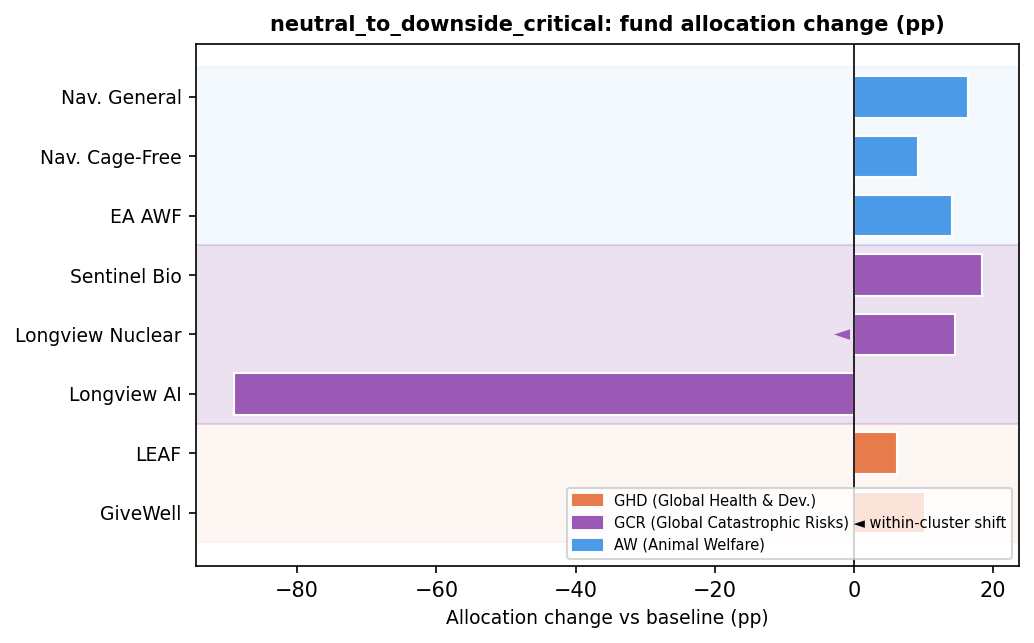 neutral_to_downside_critical: fund allocation change (pp)
Nav. General
Nav. Cage-Free
EA AWF
Sentinel Bio
Longview Nuclear
◄
Longview AI
LEAF
GiveWell
GHD (Global Health & Dev.)
GCR (Global Catastrophic Risks) ◄ within-cluster shift
AW (Animal Welfare)
−80 −60 −40 −20 0 20
Allocation change vs baseline (pp)